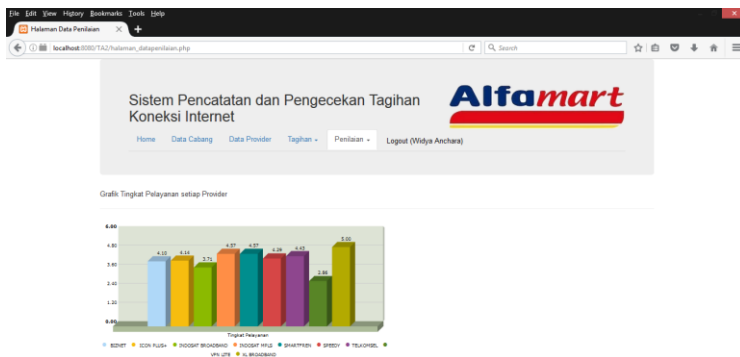 File Edit View History Bookmarks Tools Help
Halaman Data Penilaian
localhost:8080/TA2/halaman_datapenilaian.php
Search
Sistem Pencatatan dan Pengecekan Tagihan
Koneksi Internet
Alfamart
Home Data Cabang Data Provider Tagihan Penilaian Logout (Widya Anchara)
Grafik Tingkat Pelayanan setiap Provider
6.00
4.80
3.60
2.40
1.20
0.00
4.10 4.14 3.71 4.57 4.57 4.29 4.43 2.86 5.00
Tingkat Pelayanan
BIZNET ICON PLUS+ INDOSAT BROADBAND INDOSAT MPLS SMARTFREN SPEEDY TELKOMSEL
VPN LITE XL BROADBAND